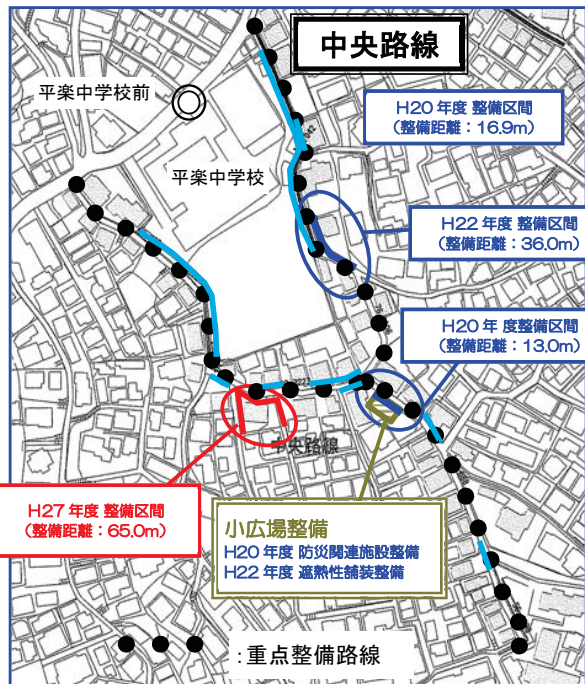 中央路線
平楽中学校前
H20 年度 整備区間
(整備距離：16.9m)
平楽中学校
H22 年度 整備区間
(整備距離：36.0m)
H20 年 度整備区間
(整備距離：13.0m)
中央路線
H27 年度 整備区間
(整備距離：65.0m)
小広場整備
H20 年度 防災関連施設整備
H22 年度 遮熱性舗装整備
：重点整備路線